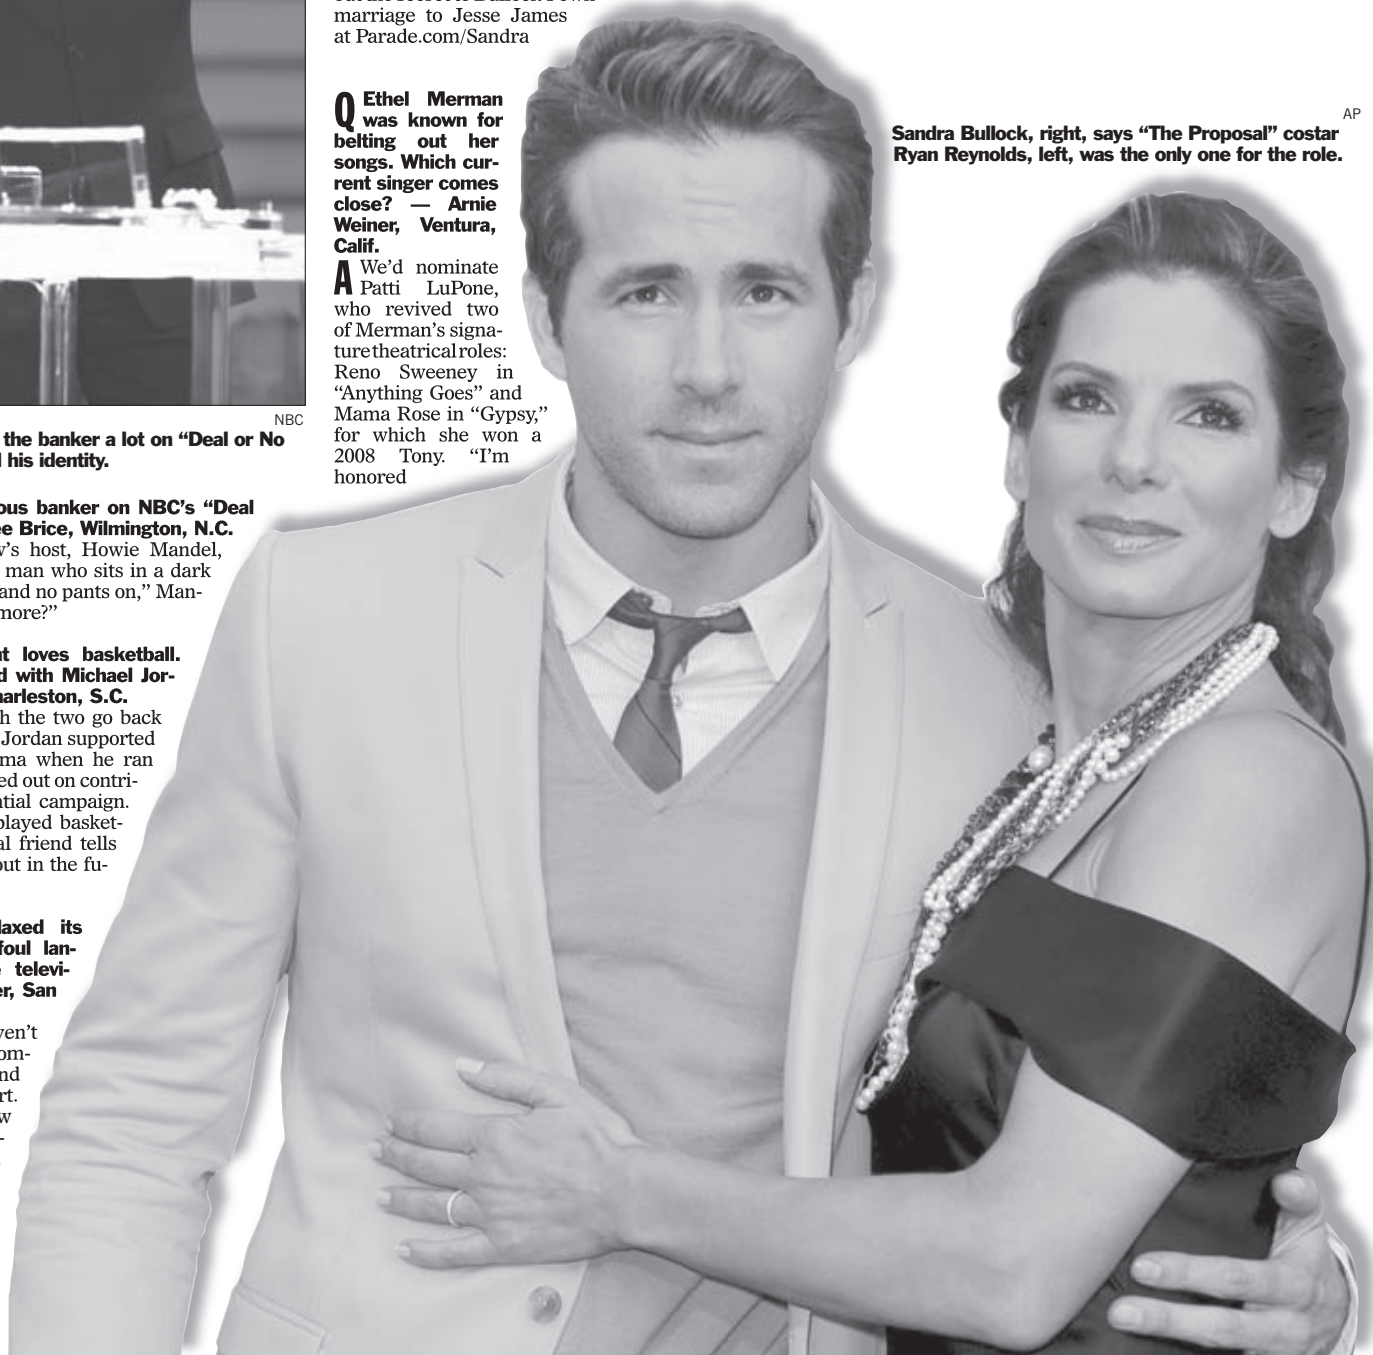 marriage to Jesse James
at Parade.com/Sandra
Q Ethel Merman
was known for
belting out her
songs. Which cur-
rent singer comes
close? — Arnie
Weiner, Ventura,
Calif.
A We’d nominate
Patti LuPone,
who revived two
of Merman’s signa-
ture theatrical roles:
Reno Sweeney in
“Anything Goes” and
Mama Rose in “Gypsy,”
for which she won a
2008 Tony. “I’m
honored
AP
Sandra Bullock, right, says “The Proposal” costar
Ryan Reynolds, left, was the only one for the role.
NBC
the banker a lot on “Deal or No
his identity.
ous banker on NBC’s “Deal
ee Brice, Wilmington, N.C.
w’s host, Howie Mandel,
man who sits in a dark
and no pants on,” Man-
more?”
nt loves basketball.
d with Michael Jor-
harleston, S.C.
h the two go back
Jordan supported
ma when he ran
ed out on contri-
ntial campaign.
played basket-
al friend tells
out in the fu-
laxed its
foul lan-
televi-
er, San
ven’t
om-
nd
rt.
w